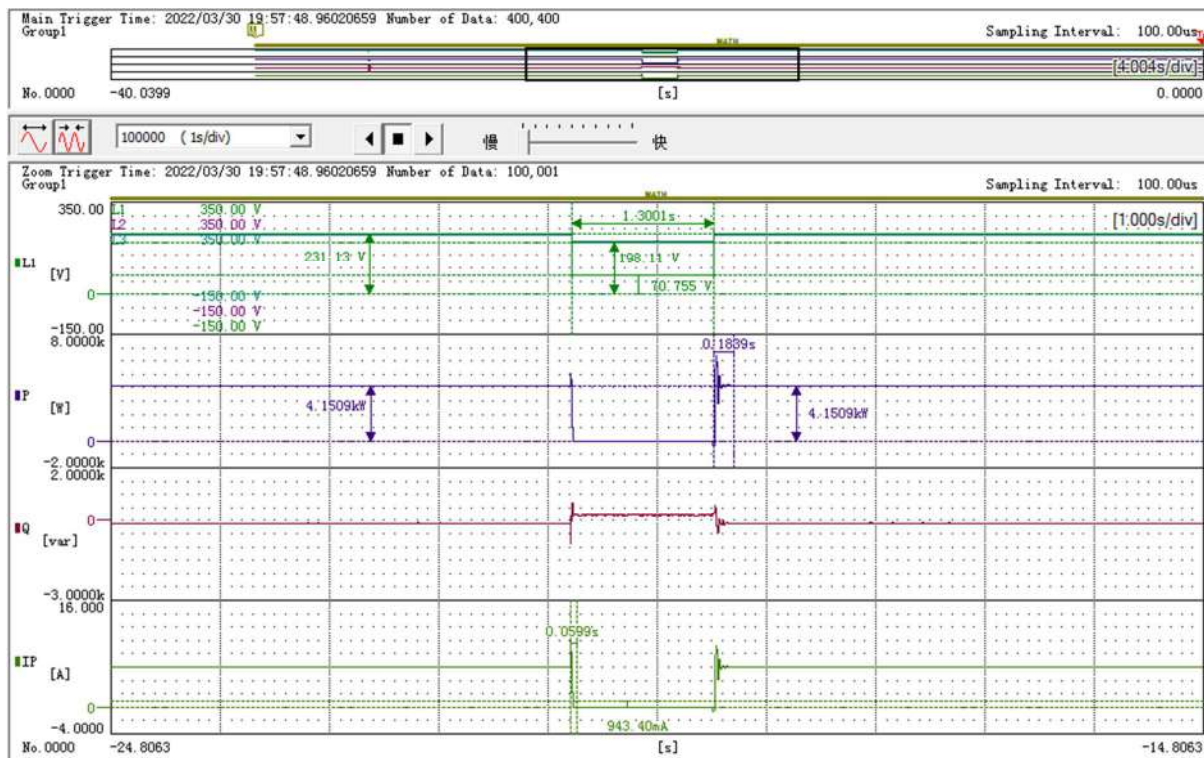 Main Trigger Time: 2022/03/30 19:57:48.96020659 Number of Data: 400,400
Group1
Sampling Interval: 100.00us
MATH
[4.004s/div]
No.0000 -40.0399 [s] 0.0000
100000 (1s/div) 慢 快
Zoom Trigger Time: 2022/03/30 19:57:48.96020659 Number of Data: 100,001
Group1
Sampling Interval: 100.00us
MATH
350.00 L1 350.00 V 1.3001s [1.000s/div]
L2 350.00 V
L3 350.00 V
231.13 V 198.11 V
L1
[V]
70.755 V
0 -150.00 V
-150.00 V
-150.00 -150.00 V
8.0000k 0.1839s
P
[W] 4.1509kW 4.1509kW
0
-2.0000k
2.0000k
0
Q
[var]
-3.0000k
16.000
0.0599s
IP
[A]
0
-4.0000 943.40mA
No.0000 -24.8063 [s] -14.8063